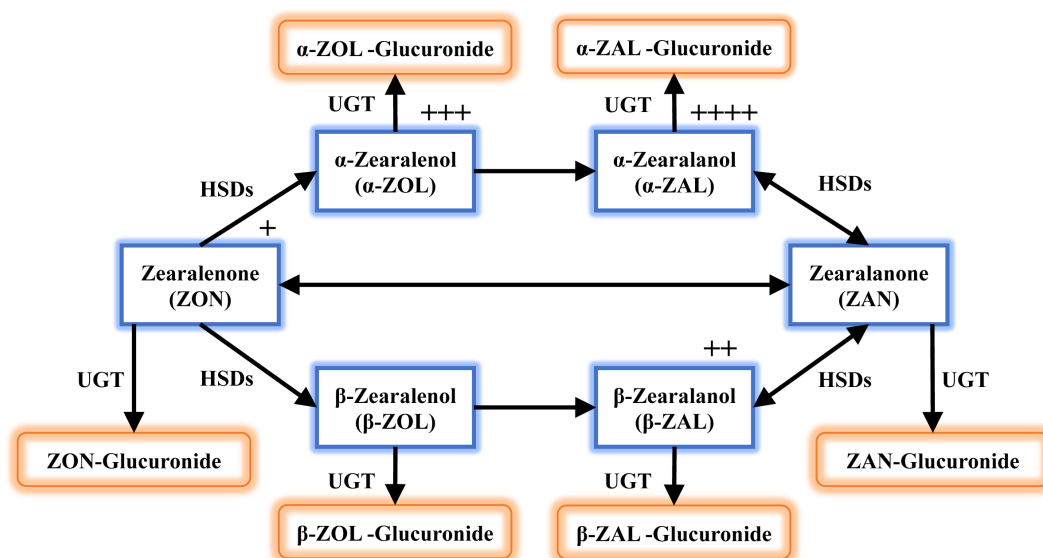 α-ZOL -Glucuronide
α-ZAL -Glucuronide
UGT
+++
UGT
++++
α-Zearalenol
(α-ZOL)
α-Zearalanol
(α-ZAL)
HSDs
HSDs
+
Zearalenone
(ZON)
Zearalanone
(ZAN)
++
UGT
HSDs
β-Zearalenol
(β-ZOL)
β-Zearalanol
(β-ZAL)
HSDs
UGT
ZON-Glucuronide
UGT
UGT
ZAN-Glucuronide
β-ZOL -Glucuronide
β-ZAL -Glucuronide